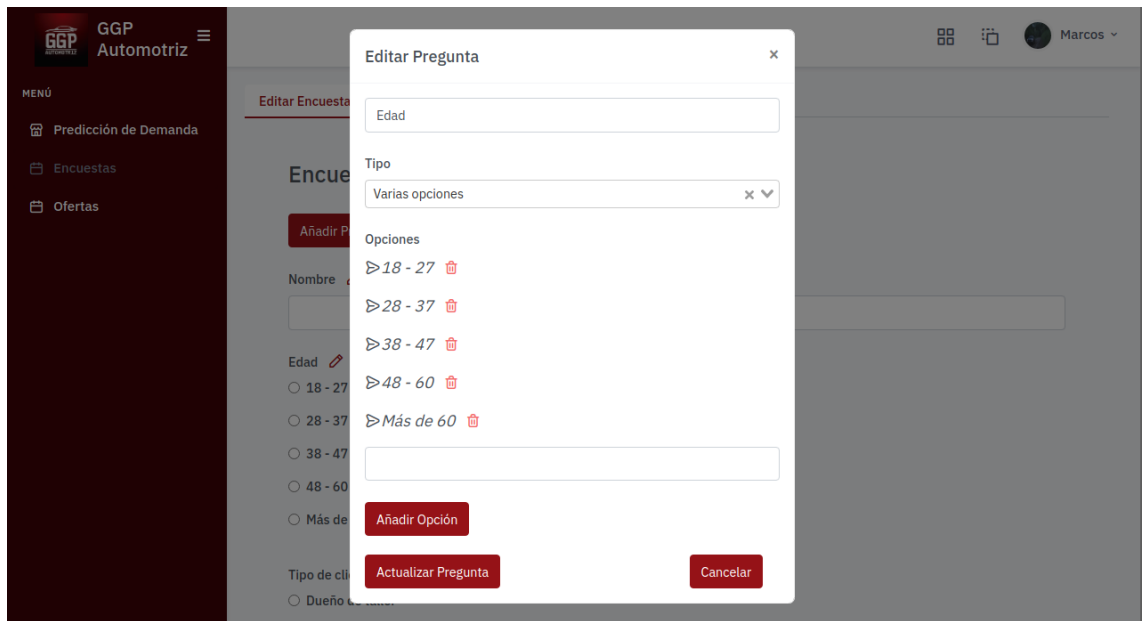 GGP
AUTOMOTRIZ
GGP
Automotriz
Marcos
MENÚ
Predicción de Demanda
Encuestas
Ofertas
Editar Encuesta
Encue
Añadir P
Nombre
Edad
18 - 27
28 - 37
38 - 47
48 - 60
Más de
Tipo de cli
Dueño d
Editar Pregunta
×
Edad
Tipo
Varias opciones
Opciones
18 - 27
28 - 37
38 - 47
48 - 60
Más de 60
Añadir Opción
Actualizar Pregunta
Cancelar